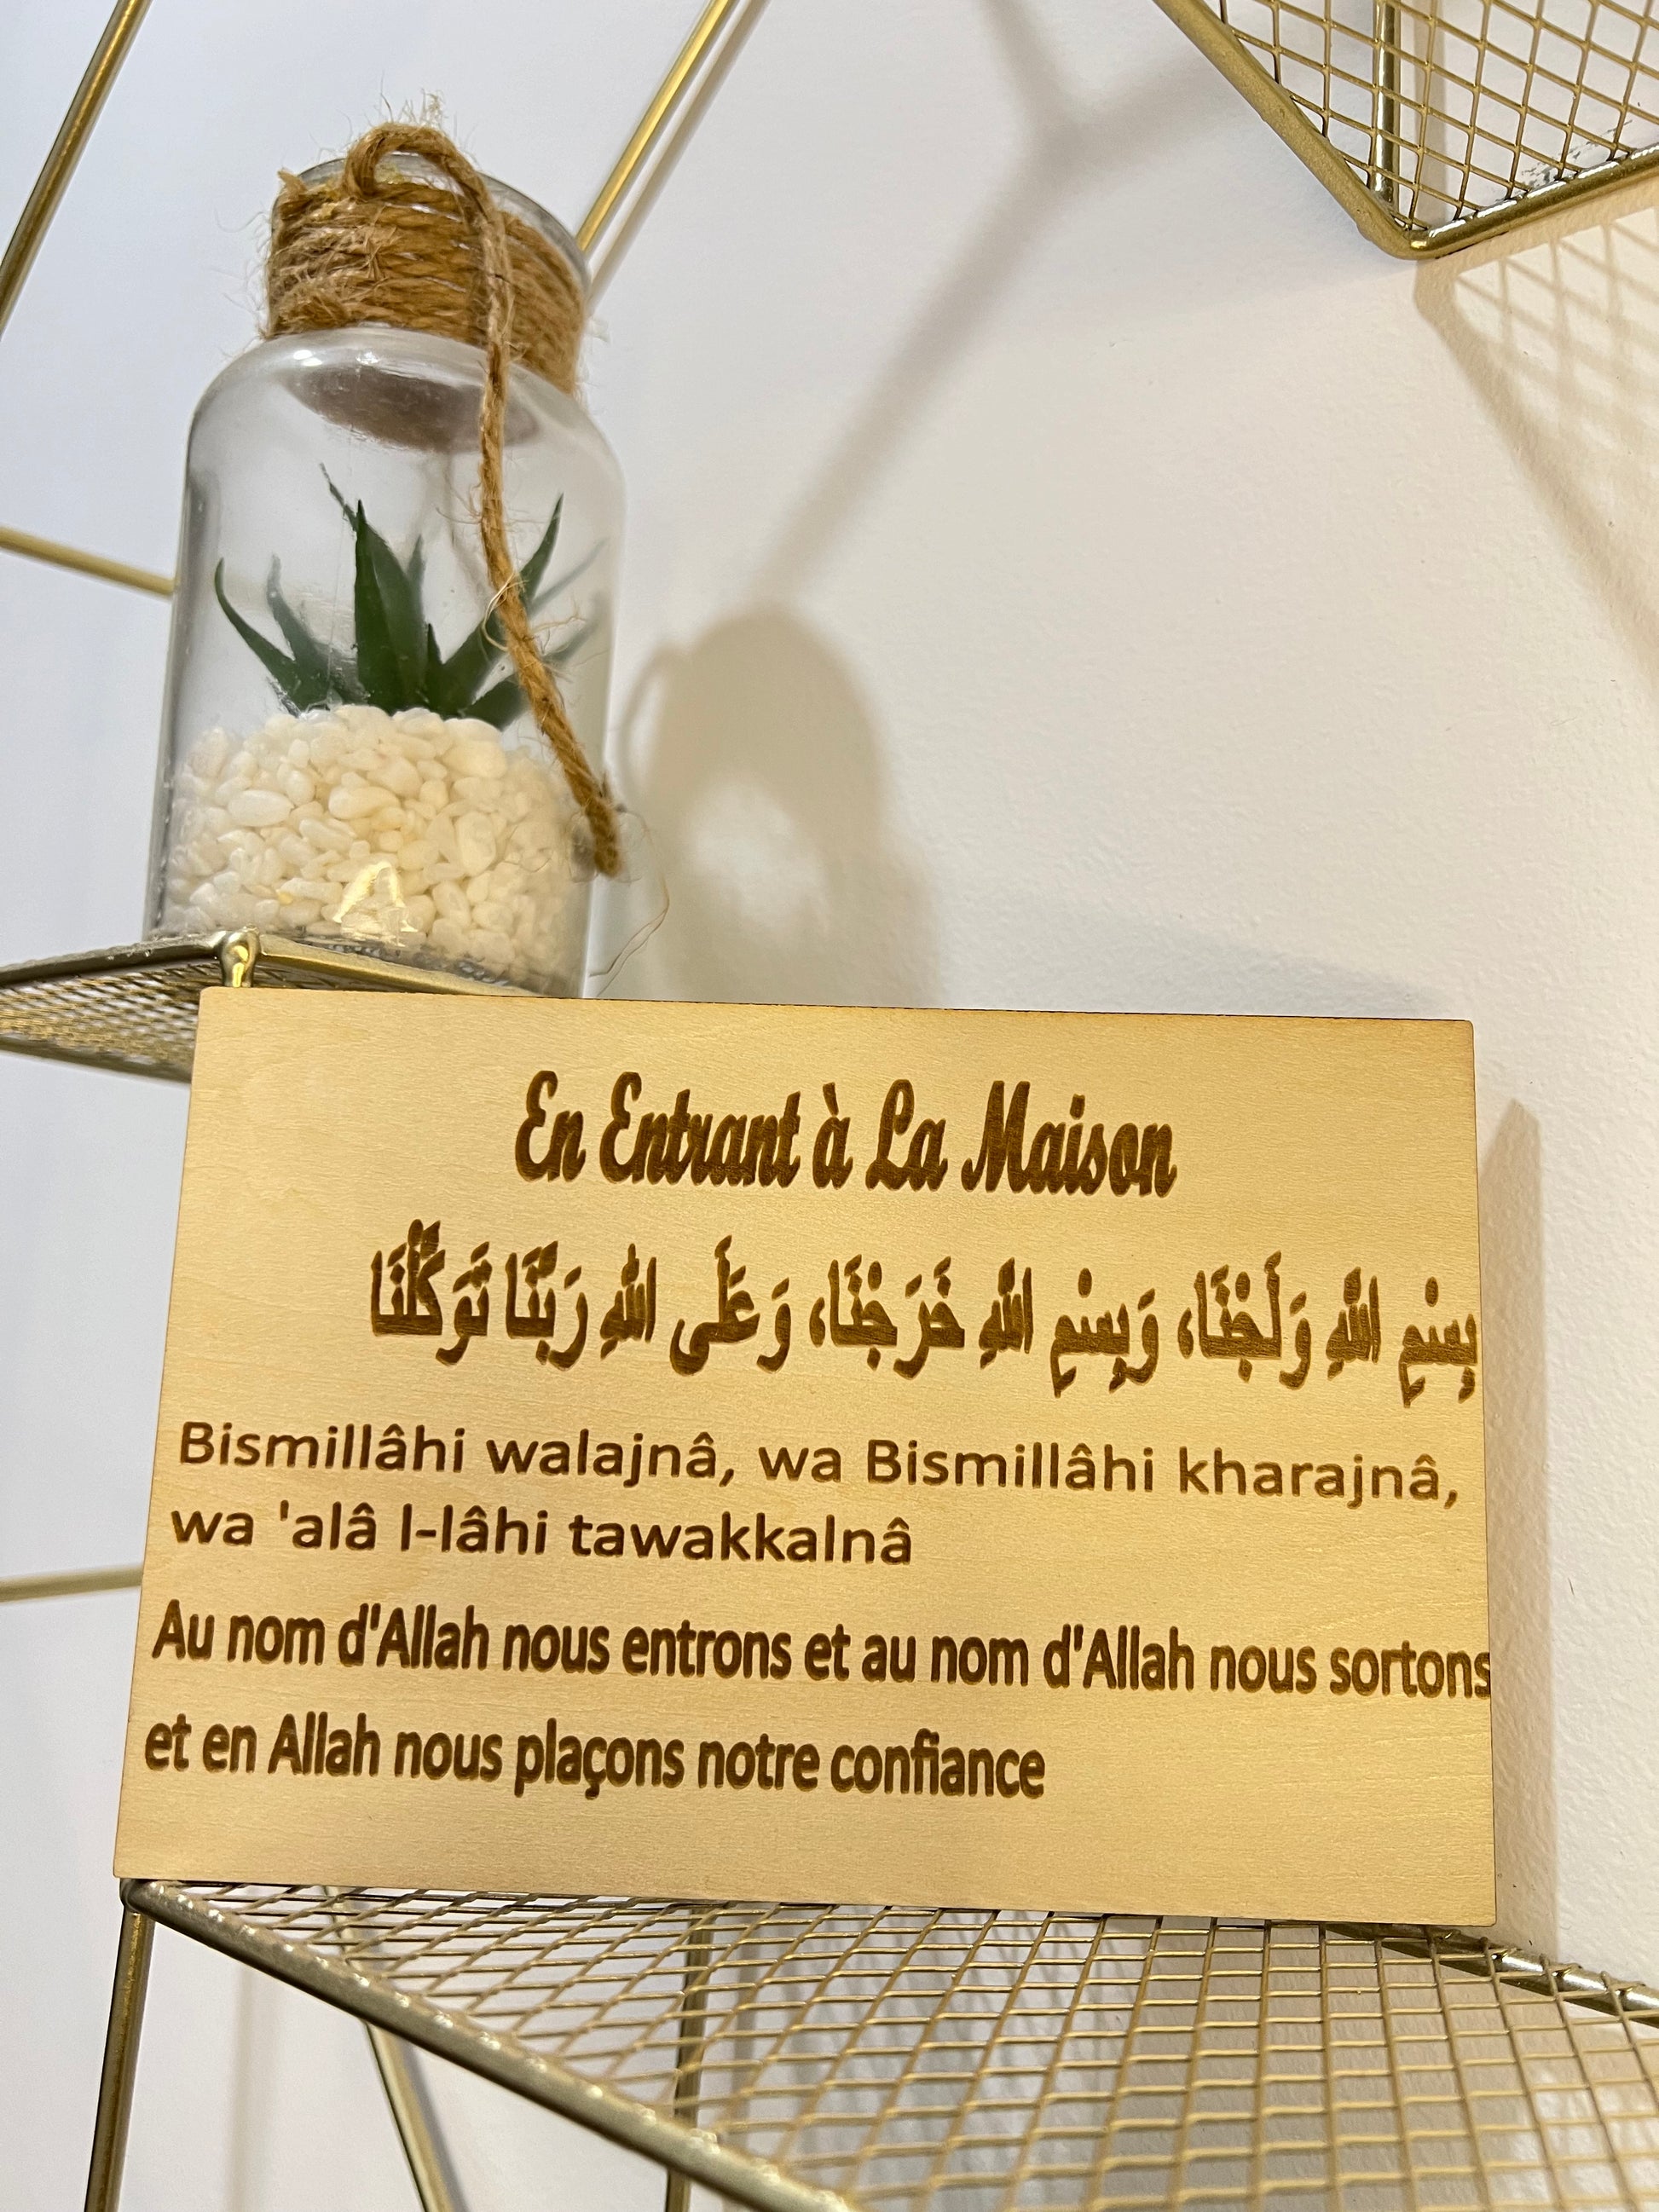 En Entrant à La Maison
بِسْمِ اللهِ وَلَجْنَا، وَبِسْمِ اللهِ خَرَجْنَا، وَعَلَى اللهِ رَبِّنَا تَوَكَّلْنَا
Bismillâhi walajnâ, wa Bismillâhi kharajnâ,
wa 'alâ l-lâhi tawakkalnâ
Au nom d'Allah nous entrons et au nom d'Allah nous sortons
et en Allah nous plaçons notre confiance